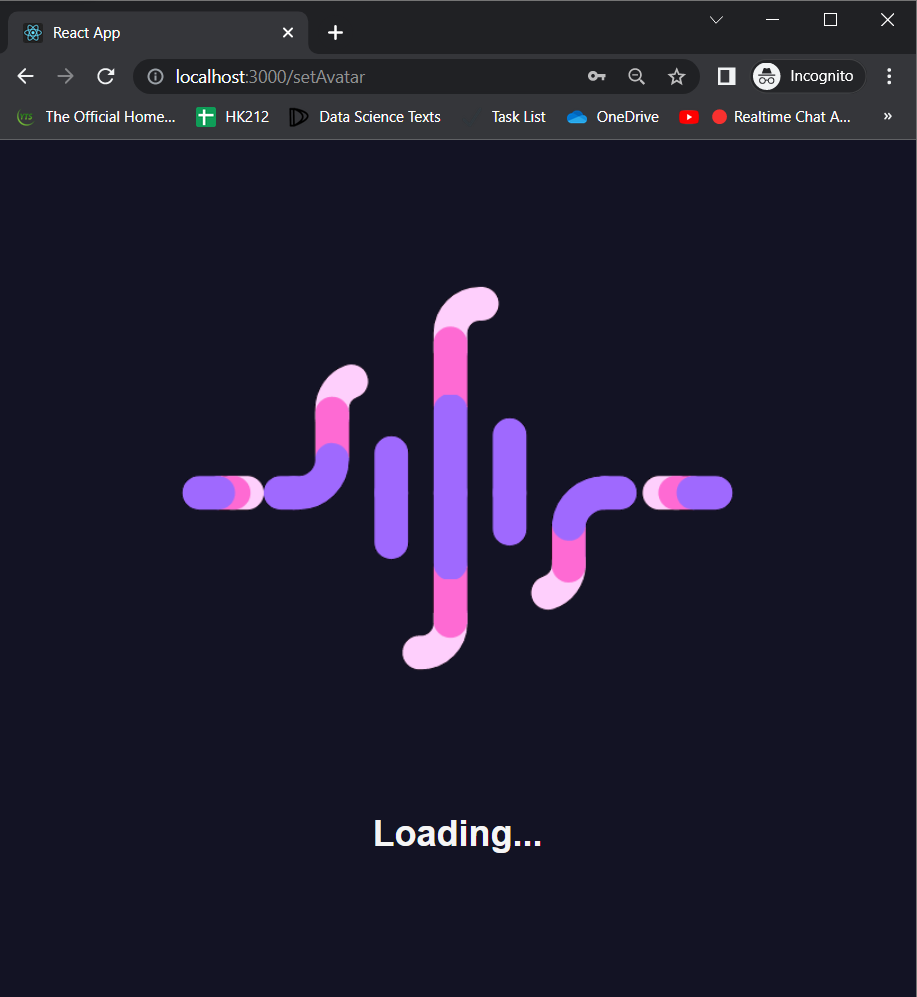 React App
localhost:3000/setAvatar
Incognito
The Official Home... HK212 Data Science Texts Task List OneDrive Realtime Chat A... »
Loading...